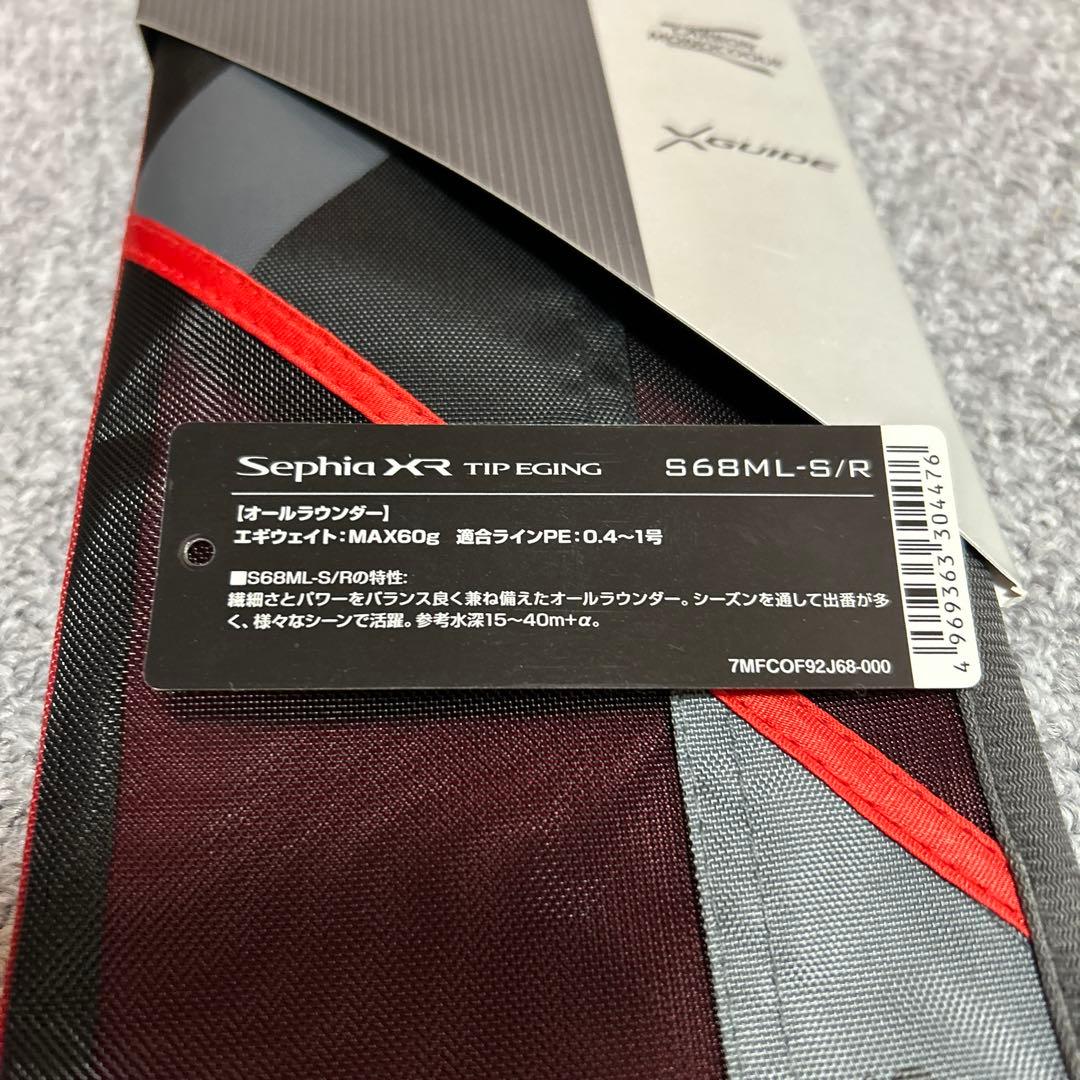 CARBON
MONOCOQUE
XGUIDE
Sephia XR TIP EGING S68ML-S/R
【オールラウンダー】
エギウェイト：MAX60g 適合ラインPE：0.4〜1号
■S68ML-S/Rの特性:
繊細さとパワーをバランス良く兼ね備えたオールラウンダー。シーズンを通して出番が多
く、様々なシーンで活躍。参考水深15〜40m+α。
7MFCOF92J68-000
4 969363 304476